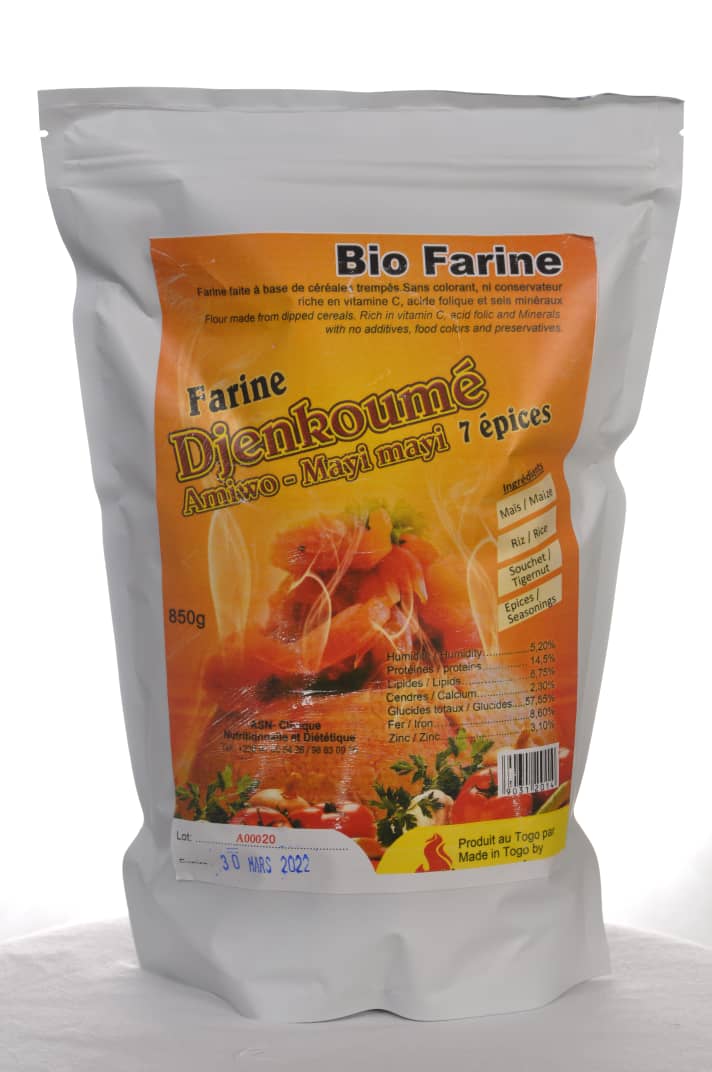 Bio Farine
Farine faite à base de céréales trempés.Sans colorant, ni conservateur
riche en vitamine C, acide folique et sels minéraux
Flour made from dipped cereals. Rich in vitamin C, acid folic and Minerals
with no additives, food colors and preservatives.
Farine
Djenkoumé
7 épices
Amiwo - Mayi mayi
Ingrédients
Maïs / Maize
Riz / Rice
Souchet /
Tigernut
Epices /
Seasonings
850g
Humidité / Humidity 5,20%
Protéines / proteins 14,5%
Lipides / Lipids 6,75%
Cendres / Calcium 2,30%
Glucides totaux / Glucides 57,65%
Fer / Iron 8,60%
Zinc / Zinc 3,10%
ASN- Clinique
Nutritionnelle et Diététique
Lot: A00020
30 MARS 2022
Produit au Togo par
Made in Togo by